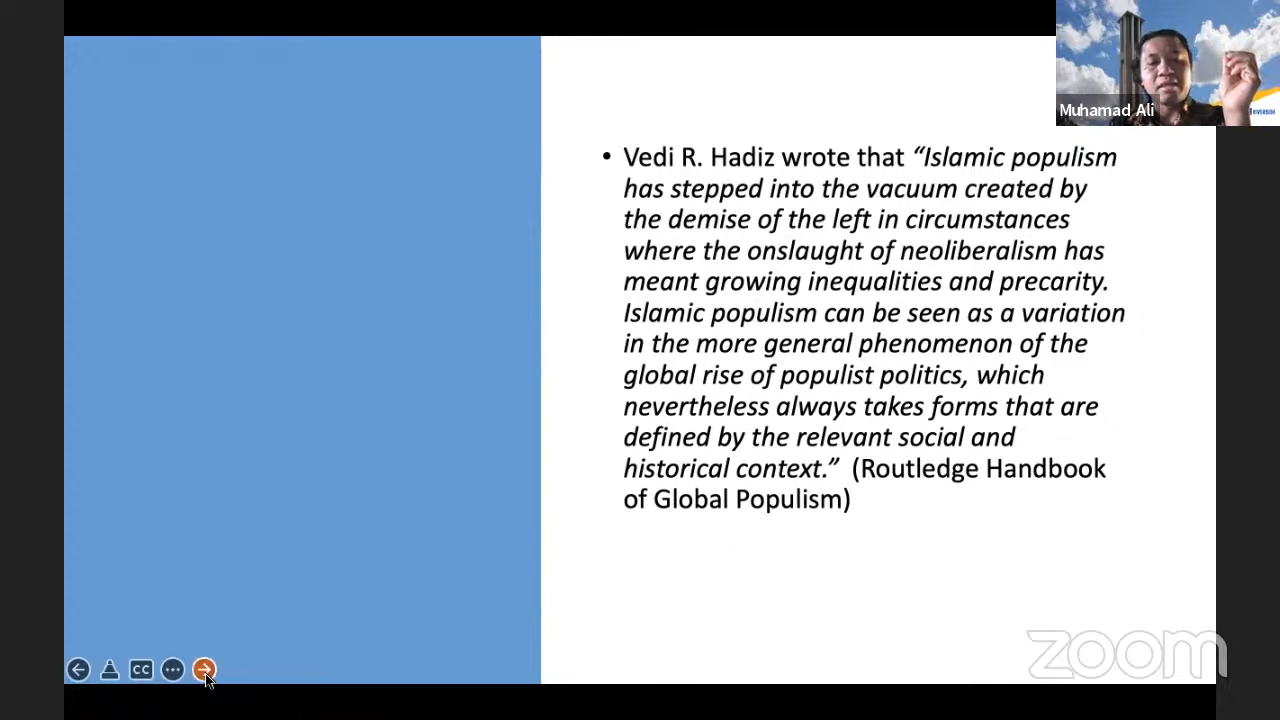 Muhamad Ali
RIVERSIDE
• Vedi R. Hadiz wrote that “Islamic populism
has stepped into the vacuum created by
the demise of the left in circumstances
where the onslaught of neoliberalism has
meant growing inequalities and precarity.
Islamic populism can be seen as a variation
in the more general phenomenon of the
global rise of populist politics, which
nevertheless always takes forms that are
defined by the relevant social and
historical context.” (Routledge Handbook
of Global Populism)
CC
zoom